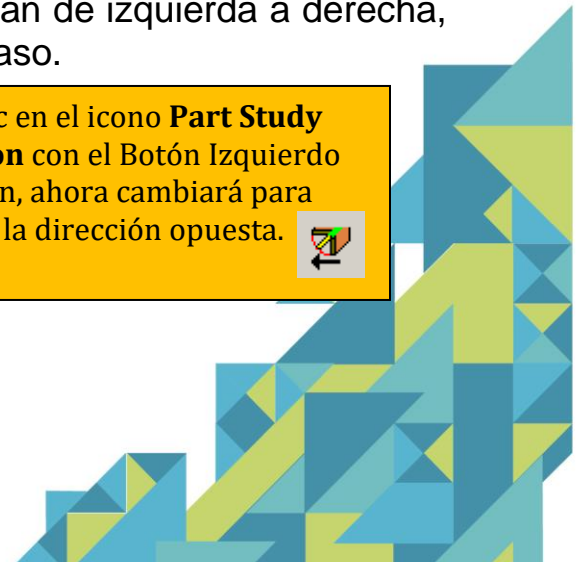 an de izquierda a derecha,
aso.
c en el icono Part Study
on con el Botón Izquierdo
n, ahora cambiará para
la dirección opuesta.